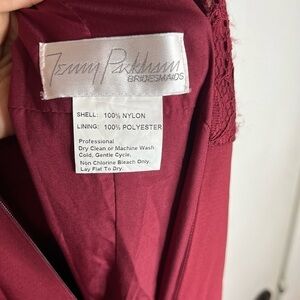 Jenny Packham
BRIDESMAIDS
SHELL: 100% NYLON
LINING: 100% POLYESTER
Professional
Dry Clean or Machine Wash
Cold, Gentle Cycle.
Non Chlorine Bleach Only.
Lay Flat To Dry.